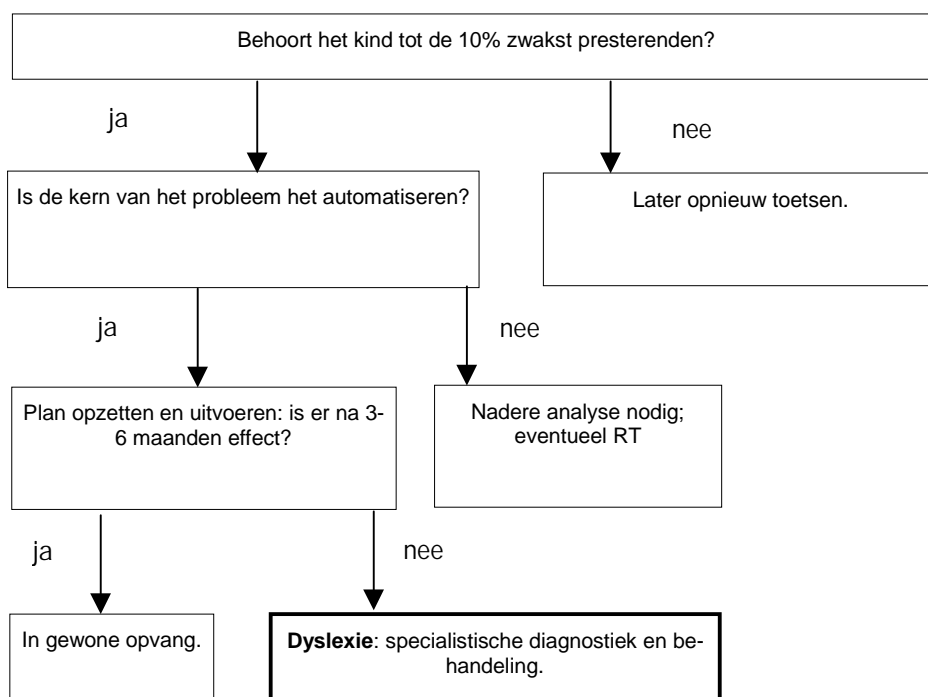 Behoort het kind tot de 10% zwakst presterenden?
ja
nee
Is de kern van het probleem het automatiseren?
Later opnieuw toetsen.
ja
nee
Plan opzetten en uitvoeren: is er na 3-
6 maanden effect?
Nadere analyse nodig;
eventueel RT
ja
nee
In gewone opvang.
Dyslexie: specialistische diagnostiek en be-
handeling.